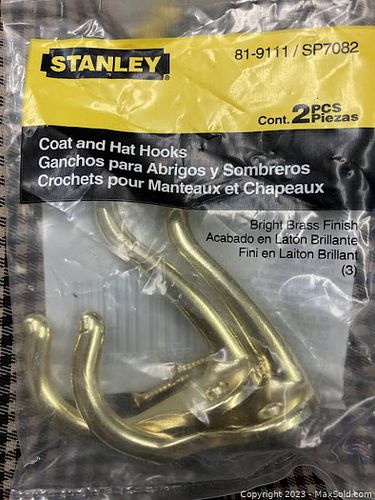 STANLEY
81-9111 / SP7082
Cont. 2 PCS Piezas
Coat and Hat Hooks
Ganchos para Abrigos y Sombreros
Crochets pour Manteaux et Chapeaux
Bright Brass Finish
Acabado en Latón Brillante
Fini en Laiton Brillant
(3)
Copyright 2023 - MaxSold.com